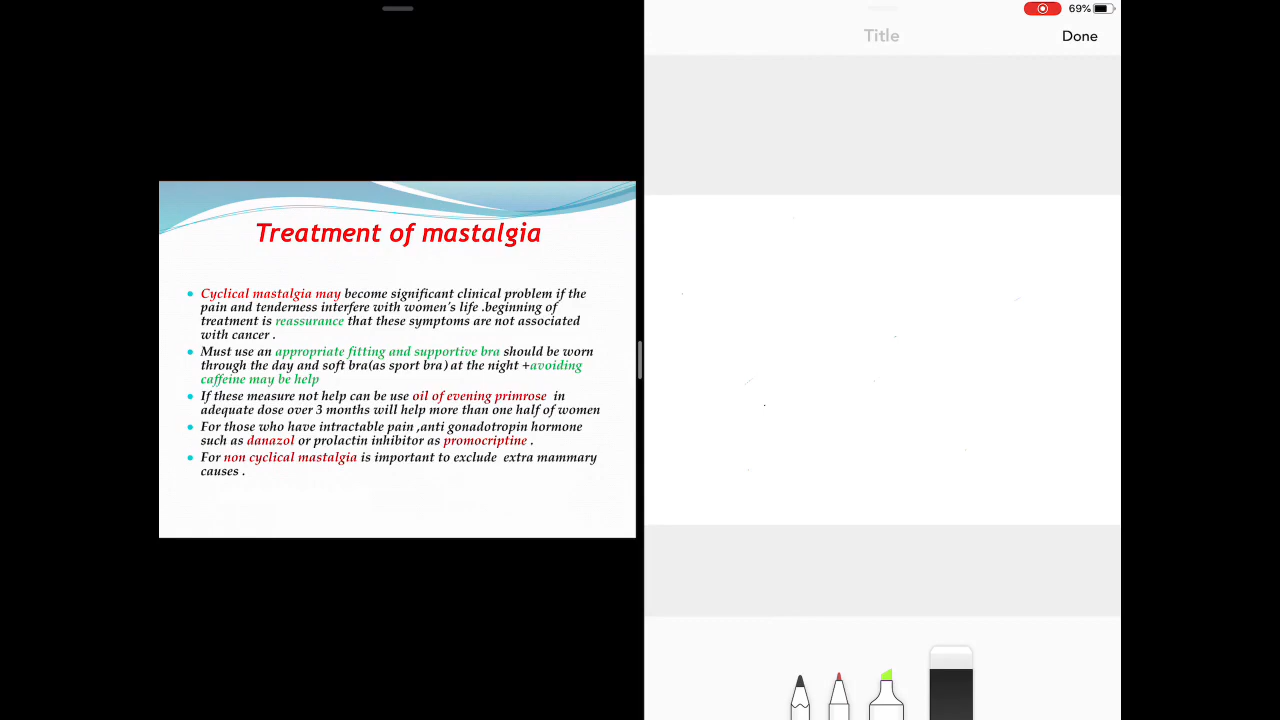 69%
Title
Done
Treatment of mastalgia
Cyclical mastalgia may become significant clinical problem if the
pain and tenderness interfere with women's life .beginning of
treatment is reassurance that these symptoms are not associated
with cancer .
Must use an appropriate fitting and supportive bra should be worn
through the day and soft bra(as sport bra) at the night +avoiding
caffeine may be help
If these measure not help can be use oil of evening primrose in
adequate dose over 3 months will help more than one half of women
For those who have intractable pain ,anti gonadotropin hormone
such as danazol or prolactin inhibitor as promocriptine .
For non cyclical mastalgia is important to exclude extra mammary
causes .